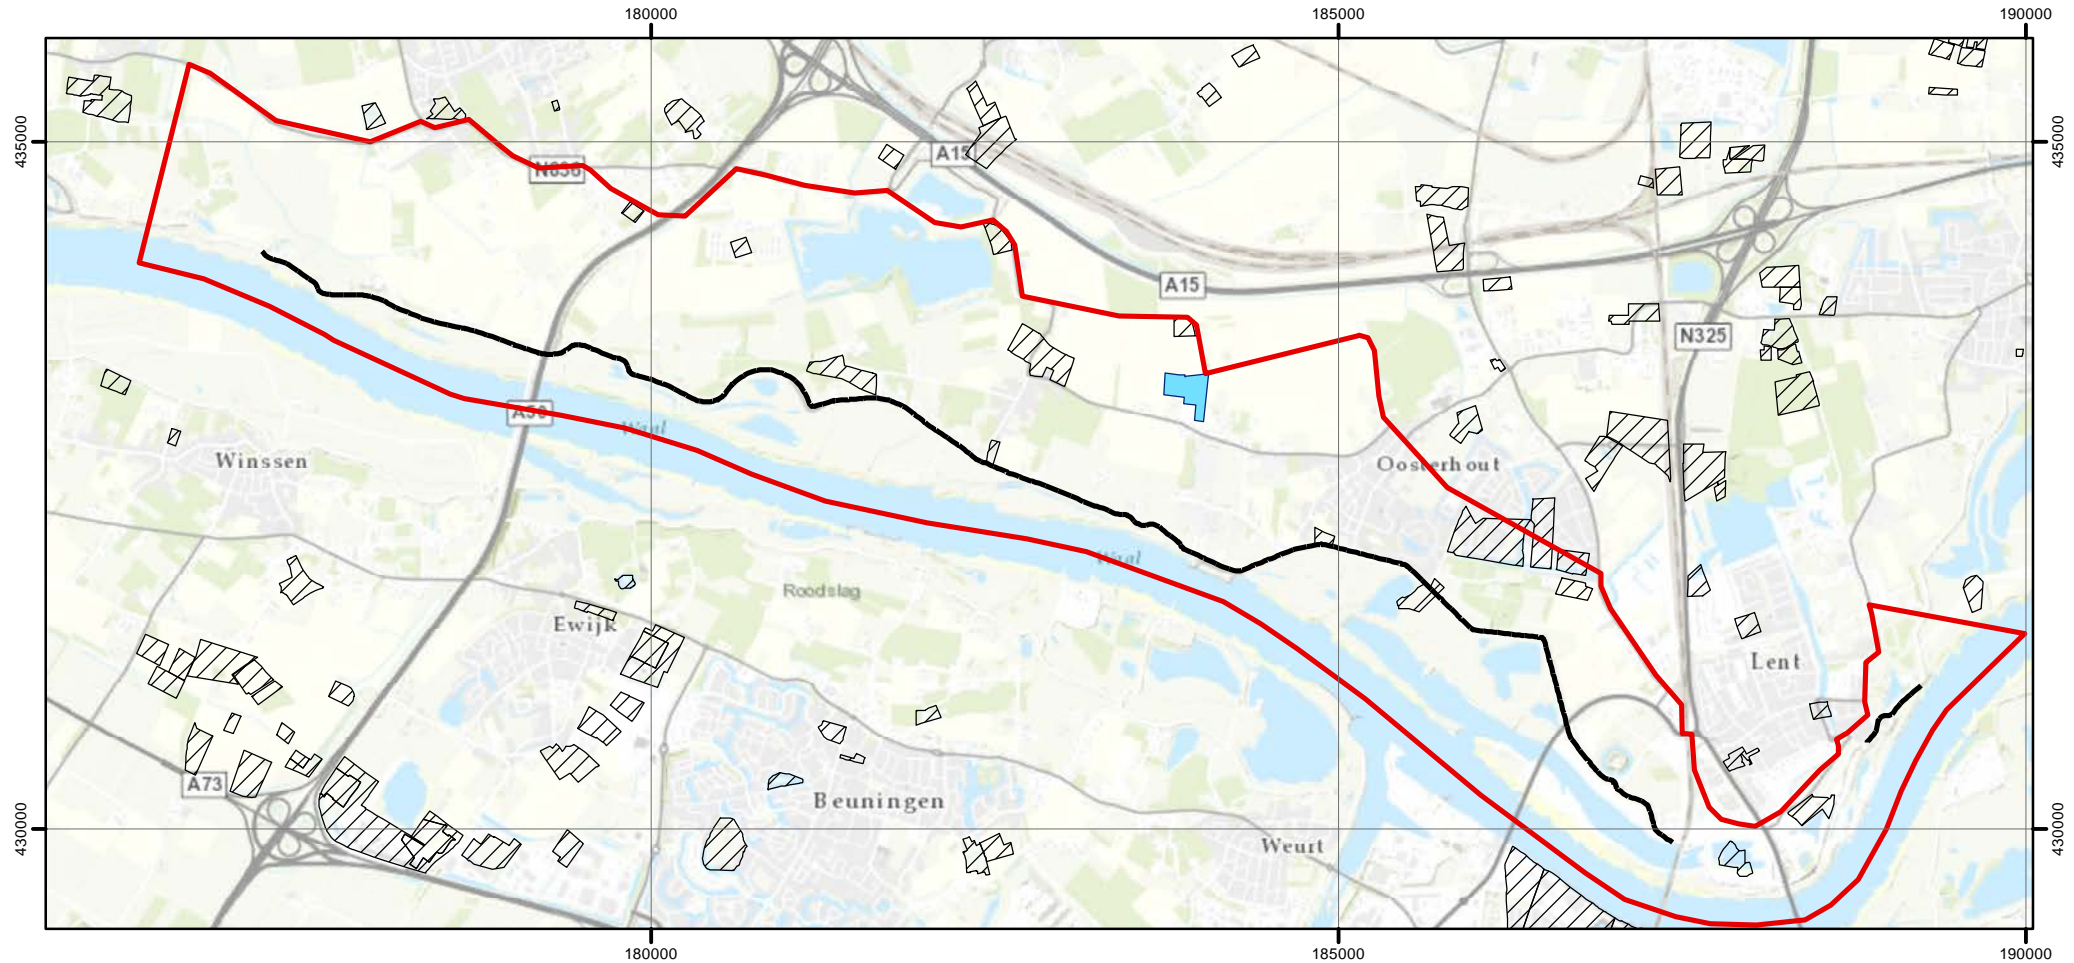 180000
185000
190000
435000
435000
A15
N836
A15
N325
A50
Waal
Winssen
Oosterhout
Waal
Roodslag
Ewijk
Lent
A73
Beuningen
Weurt
430000
430000
180000
185000
190000